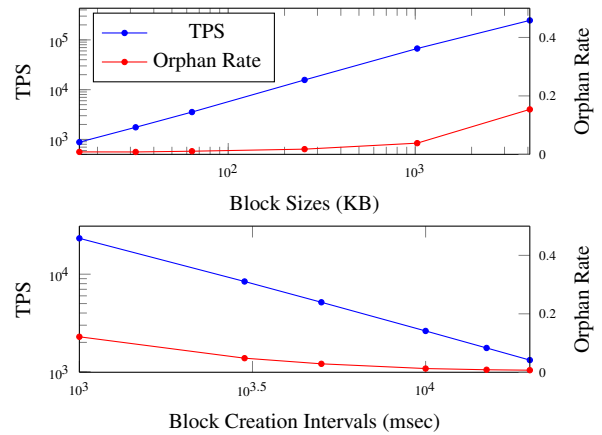 TPS
Orphan Rate
10^5
10^4
10^3
TPS
0.4
0.2
0
Orphan Rate
10^2
10^3
Block Sizes (KB)
10^4
10^3
TPS
0.4
0.2
0
Orphan Rate
10^3
10^3.5
10^4
Block Creation Intervals (msec)